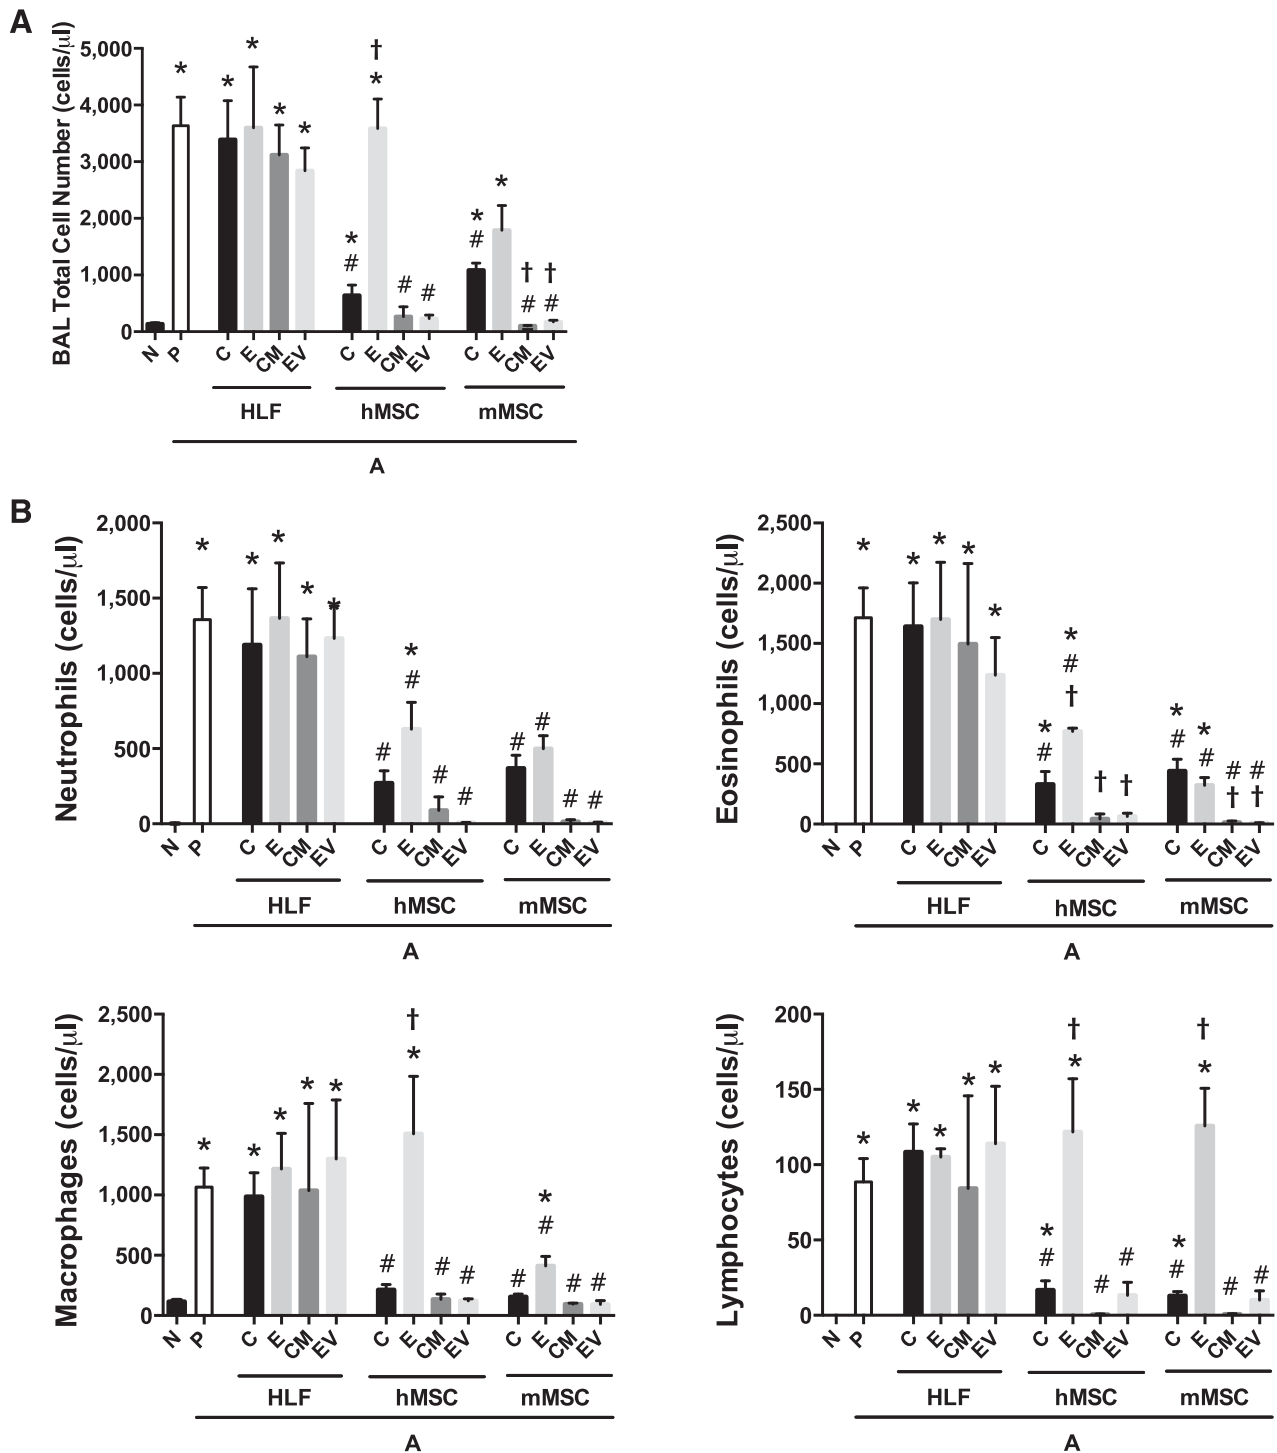 A
BAL Total Cell Number (cells/μl)
5,000
4,000
3,000
2,000
1,000
0
* * * * * * † * # # # * # * † # † #
N P C E CM EV C E CM EV C E CM EV
HLF hMSC mMSC
A
B
Neutrophils (cells/μl)
2,000
1,500
1,000
500
0
* * * * * # * # # # # # # #
N P C E CM EV C E CM EV C E CM EV
HLF hMSC mMSC
A
Eosinophils (cells/μl)
2,500
2,000
1,500
1,000
500
0
* * * * * * # * # † † † * # * # # † # †
N P C E CM EV C E CM EV C E CM EV
HLF hMSC mMSC
A
Macrophages (cells/μl)
2,500
2,000
1,500
1,000
500
0
* * * * * # † * # # # * # # #
N P C E CM EV C E CM EV C E CM EV
HLF hMSC mMSC
A
Lymphocytes (cells/μl)
200
150
100
50
0
* * * * * * # † * # # * # † * # #
N P C E CM EV C E CM EV C E CM EV
HLF hMSC mMSC
A